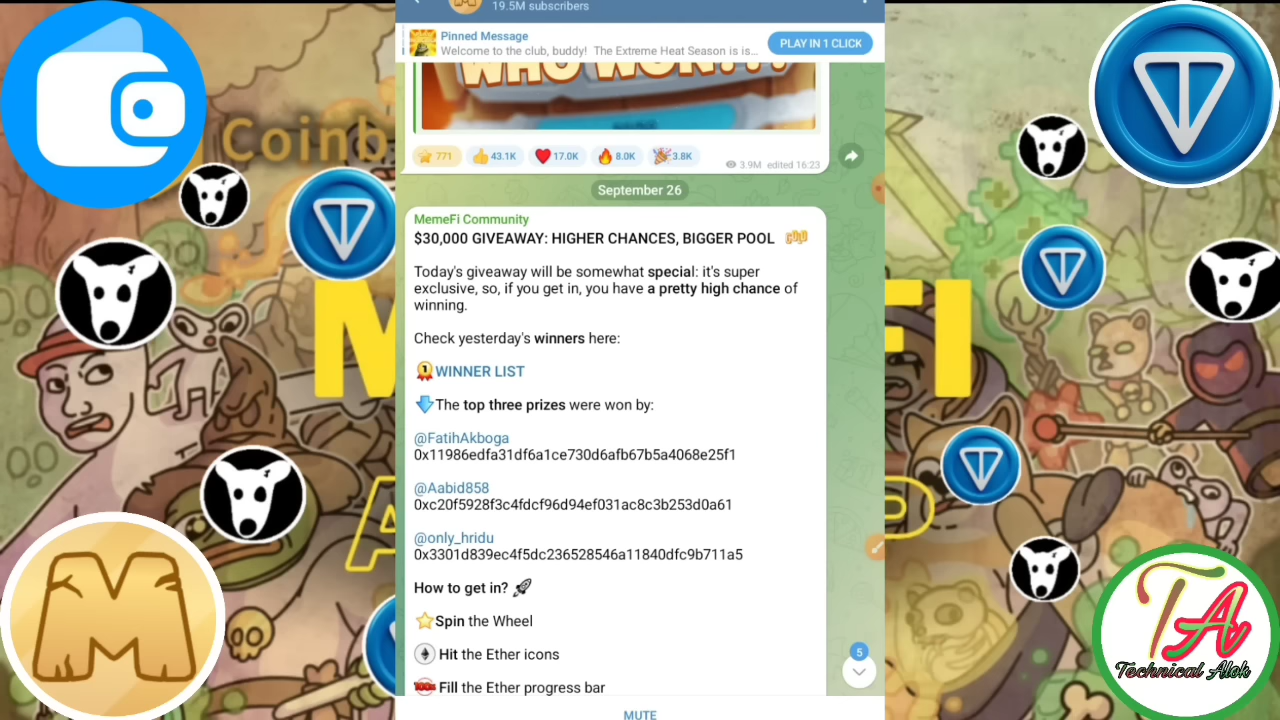 19.5M subscribers
Pinned Message
Welcome to the club, buddy! The Extreme Heat Season is is...
PLAY IN 1 CLICK
WHO WON???
771
43.1K
17.0K
8.0K
3.8K
3.9M edited 16:23
September 26
MemeFi Community
$30,000 GIVEAWAY: HIGHER CHANCES, BIGGER POOL
Today's giveaway will be somewhat special: it's super
exclusive, so, if you get in, you have a pretty high chance of
winning.
Check yesterday's winners here:
WINNER LIST
The top three prizes were won by:
@FatihAkboga
0x11986edfa31df6a1ce730d6afb67b5a4068e25f1
@Aabid858
0xc20f5928f3c4fdcf96d94ef031ac8c3b253d0a61
@only_hridu
0x3301d839ec4f5dc236528546a11840dfc9b711a5
How to get in?
Spin the Wheel
Hit the Ether icons
Fill the Ether progress bar
5
MUTE
Coinb
M
FI
A
P
M
TA
Technical Alok